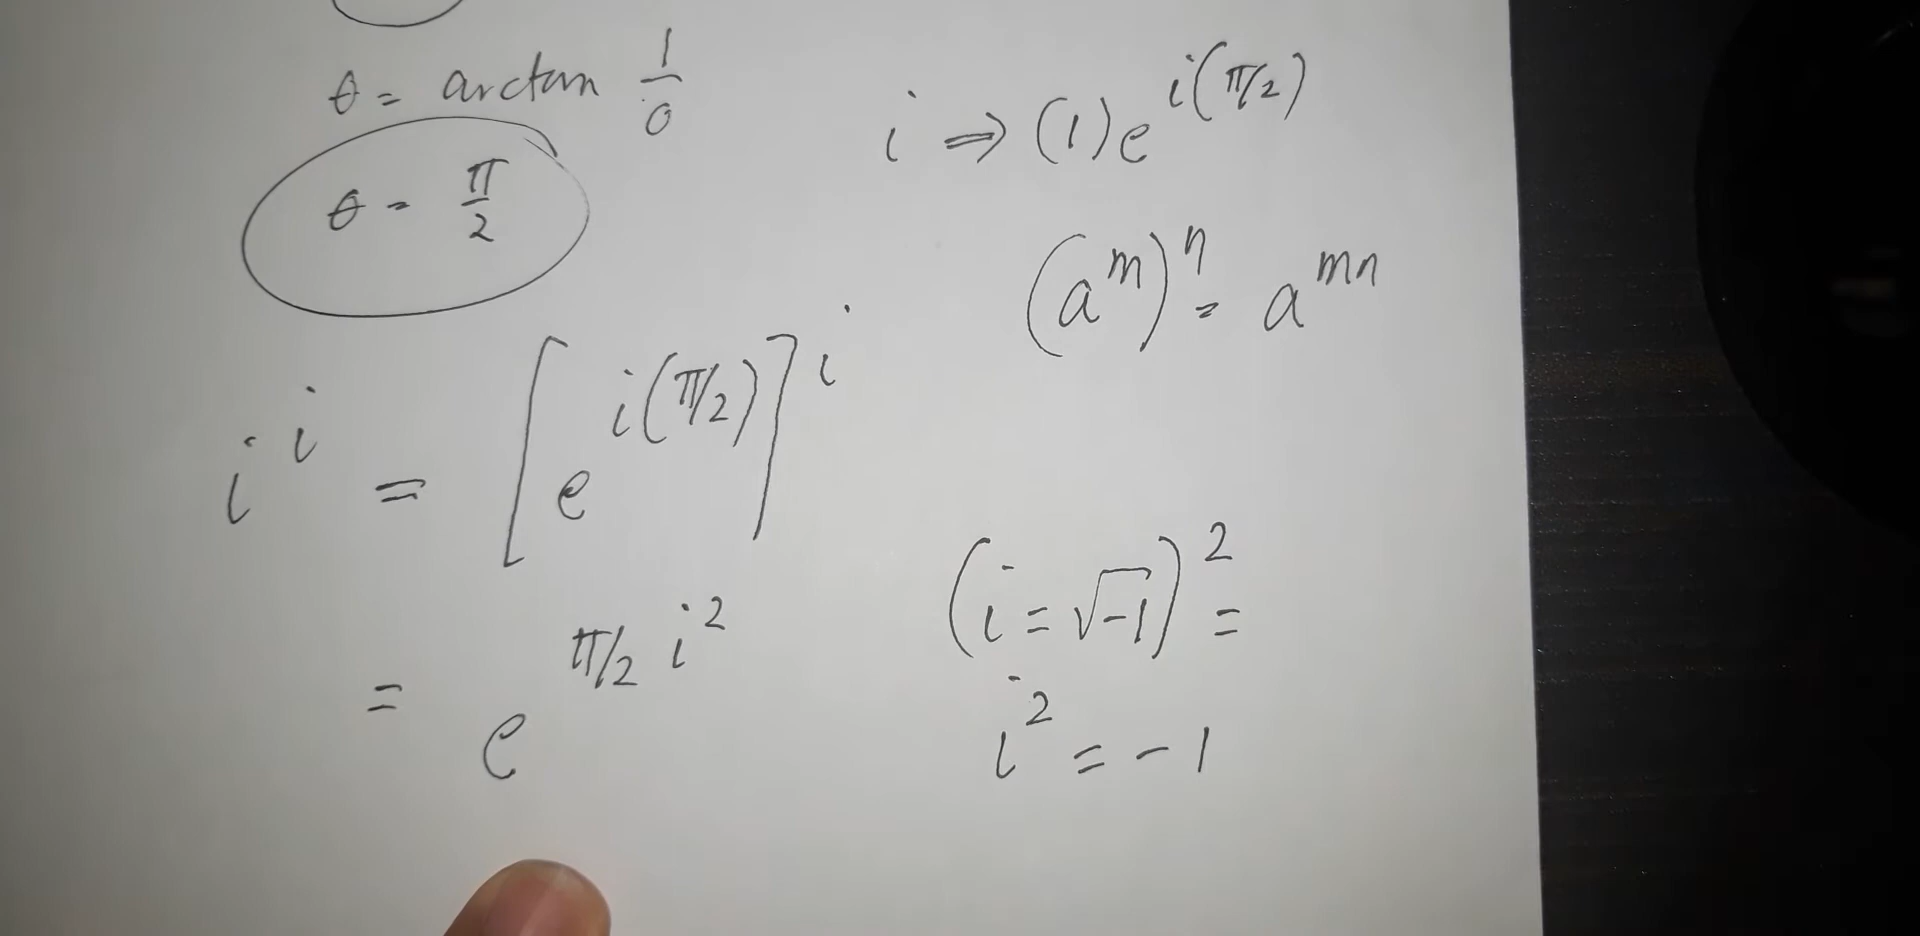 θ = arctan 1/0
i ⇒ (1)e^{i(π/2)}
θ = π/2
(a^m)^n = a^{mn}
i^i = [e^{i(π/2)}]^i
(i = √-1)^2 =
= e^{π/2 i^2}
i^2 = -1